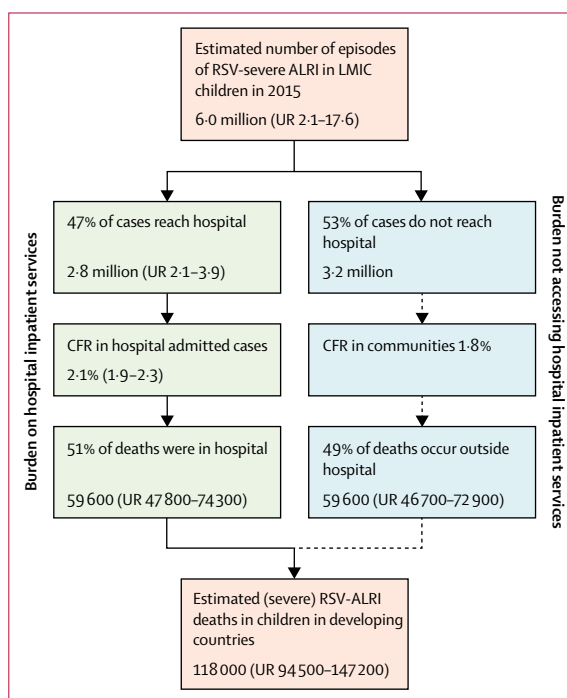 Estimated number of episodes
of RSV-severe ALRI in LMIC
children in 2015
6·0 million (UR 2·1–17·6)
Burden on hospital inpatient services
47% of cases reach hospital
2·8 million (UR 2·1–3·9)
53% of cases do not reach
hospital
3·2 million
Burden not accessing hospital inpatient services
CFR in hospital admitted cases
2·1% (1·9–2·3)
CFR in communities 1·8%
51% of deaths were in hospital
59 600 (UR 47 800–74 300)
49% of deaths occur outside
hospital
59 600 (UR 46 700–72 900)
Estimated (severe) RSV-ALRI
deaths in children in developing
countries
118 000 (UR 94 500–147 200)